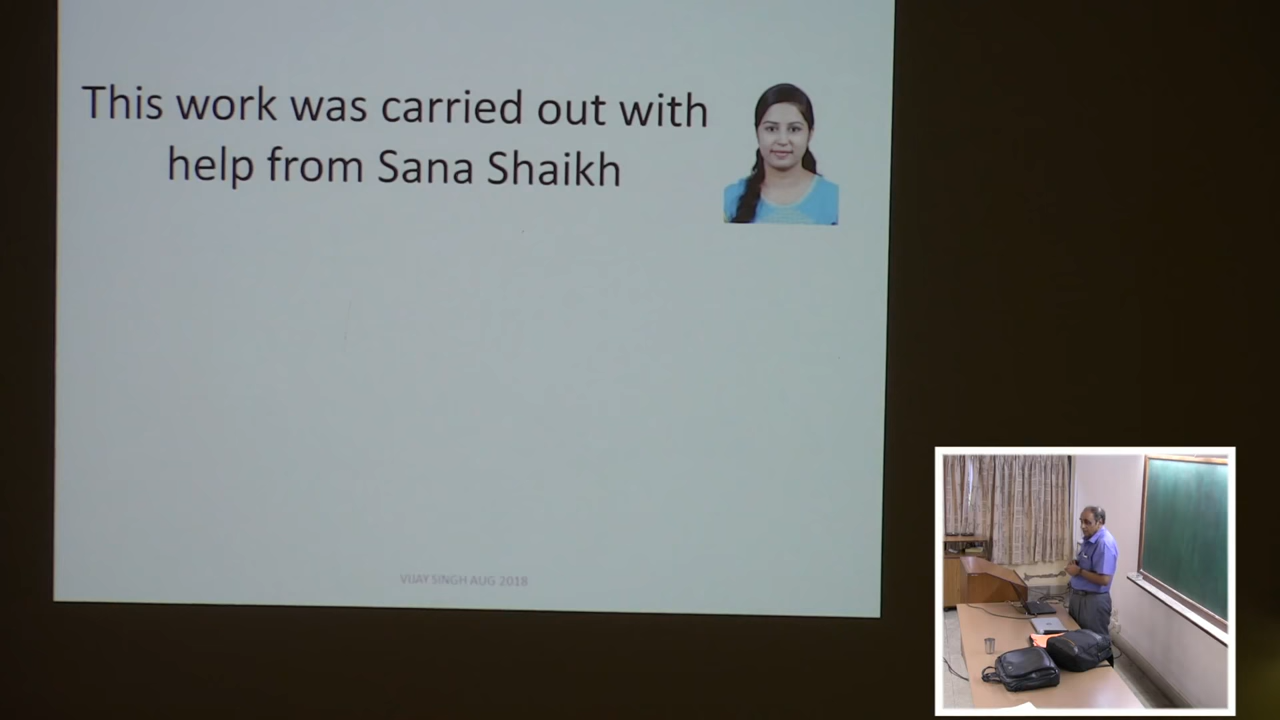 This work was carried out with
help from Sana Shaikh
VIJAY SINGH AUG 2018